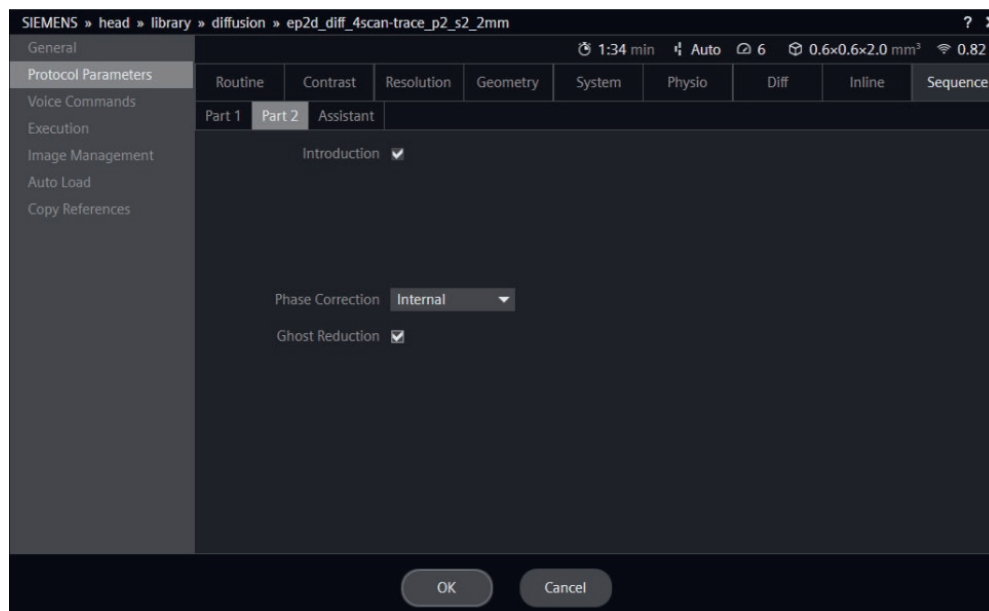 SIEMENS » head » library » diffusion » ep2d_diff_4scan-trace_p2_s2_2mm ?
General
1:34 min Auto 6 0.6×0.6×2.0 mm³ 0.82
Protocol Parameters
Routine Contrast Resolution Geometry System Physio Diff Inline Sequence
Voice Commands
Part 1 Part 2 Assistant
Execution
Introduction
Image Management
Auto Load
Copy References
Phase Correction Internal
Ghost Reduction
OK Cancel